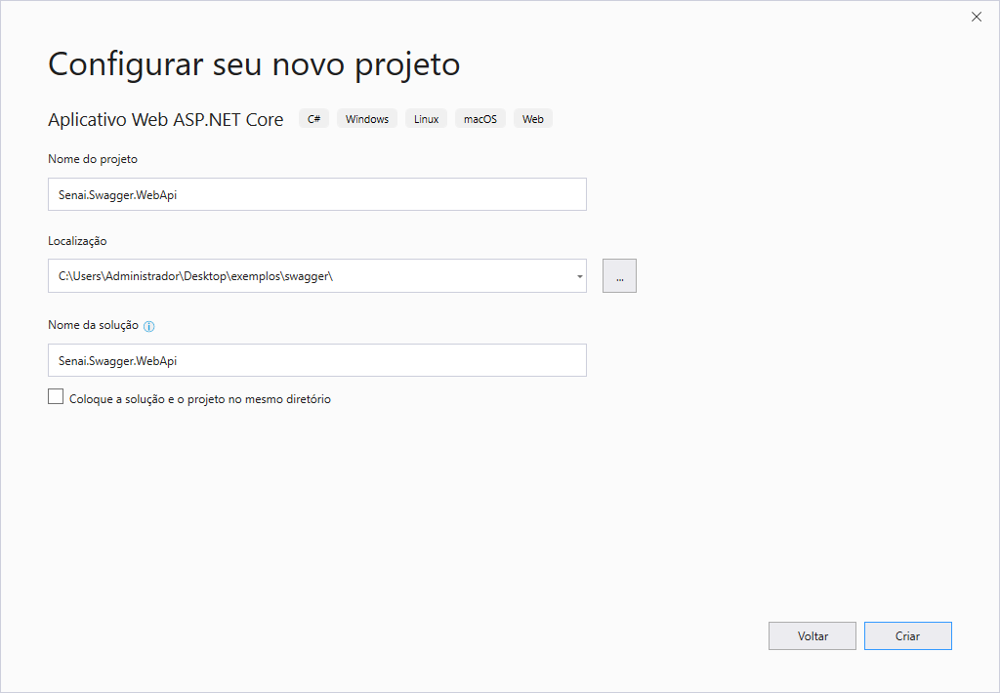 Configurar seu novo projeto
Aplicativo Web ASP.NET Core C# Windows Linux macOS Web
Nome do projeto
Senai.Swagger.WebApi
Localização
C:\Users\Administrador\Desktop\exemplos\swagger\
...
Nome da solução
Senai.Swagger.WebApi
Coloque a solução e o projeto no mesmo diretório
Voltar Criar